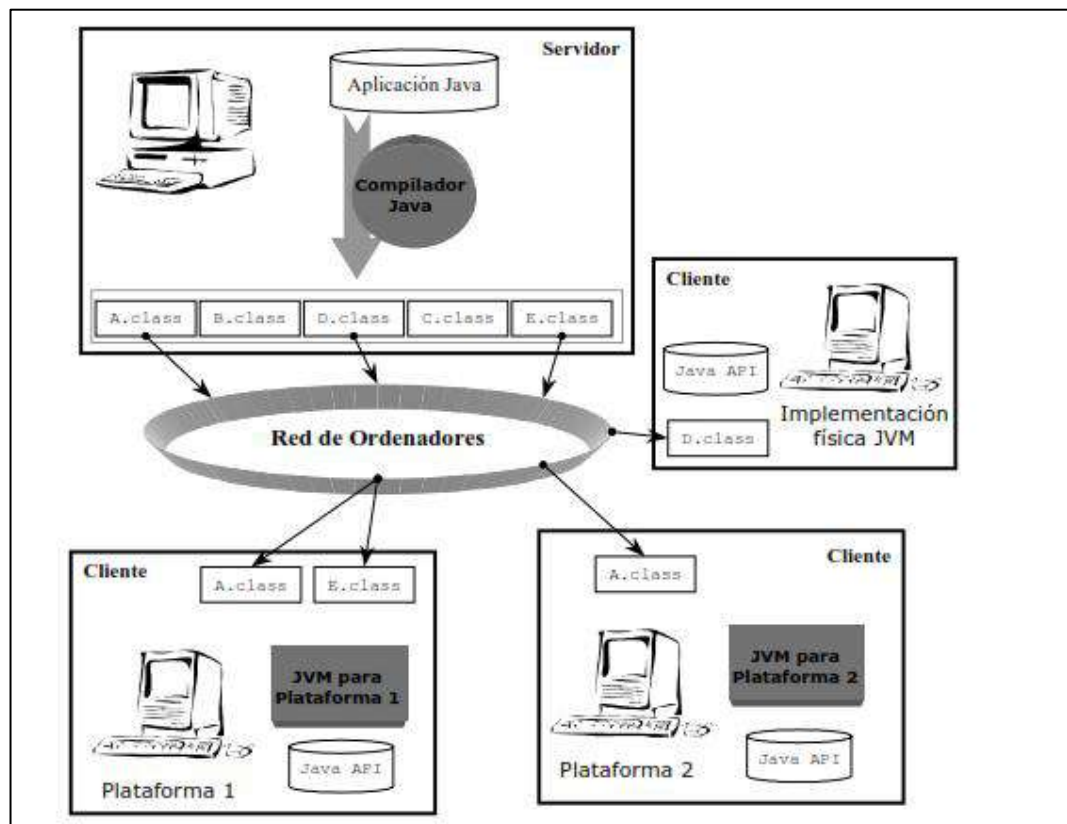 Servidor
Aplicación Java
Compilador
Java
A.class B.class D.class C.class E.class
Cliente
Java API
D.class
Implementación
física JVM
Red de Ordenadores
Cliente
A.class E.class
JVM para
Plataforma 1
Java API
Plataforma 1
Cliente
A.class
JVM para
Plataforma 2
Java API
Plataforma 2